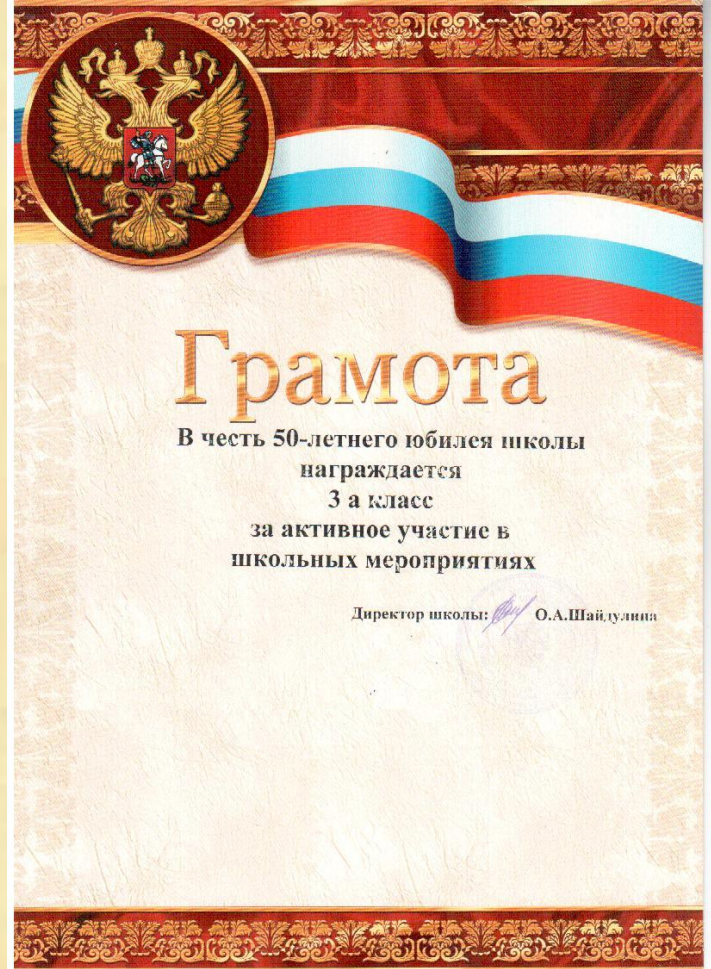 Грамота
В честь 50-летнего юбилея школы
награждается
3 а класс
за активное участие в
школьных мероприятиях
Директор школы: О.А.Шайдулина